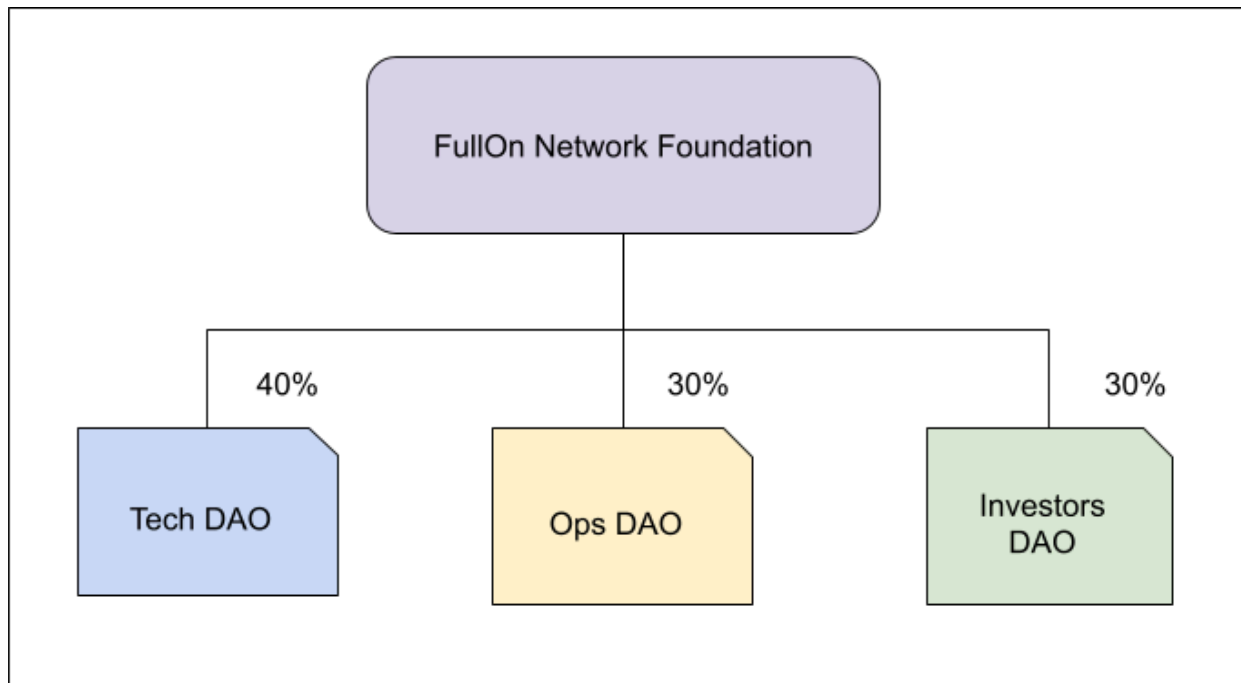 FullOn Network Foundation
40%
30%
30%
Tech DAO
Ops DAO
Investors
DAO